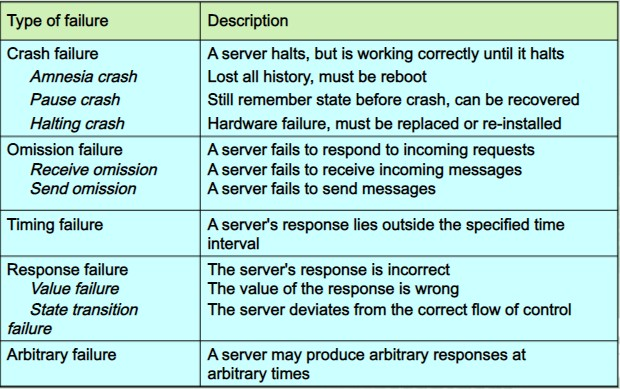 Type of failure Description
Crash failure A server halts, but is working correctly until it halts
Amnesia crash Lost all history, must be reboot
Pause crash Still remember state before crash, can be recovered
Halting crash Hardware failure, must be replaced or re-installed
Omission failure A server fails to respond to incoming requests
Receive omission A server fails to receive incoming messages
Send omission A server fails to send messages
Timing failure A server's response lies outside the specified time
interval
Response failure The server's response is incorrect
Value failure The value of the response is wrong
State transition The server deviates from the correct flow of control
failure
Arbitrary failure A server may produce arbitrary responses at
arbitrary times